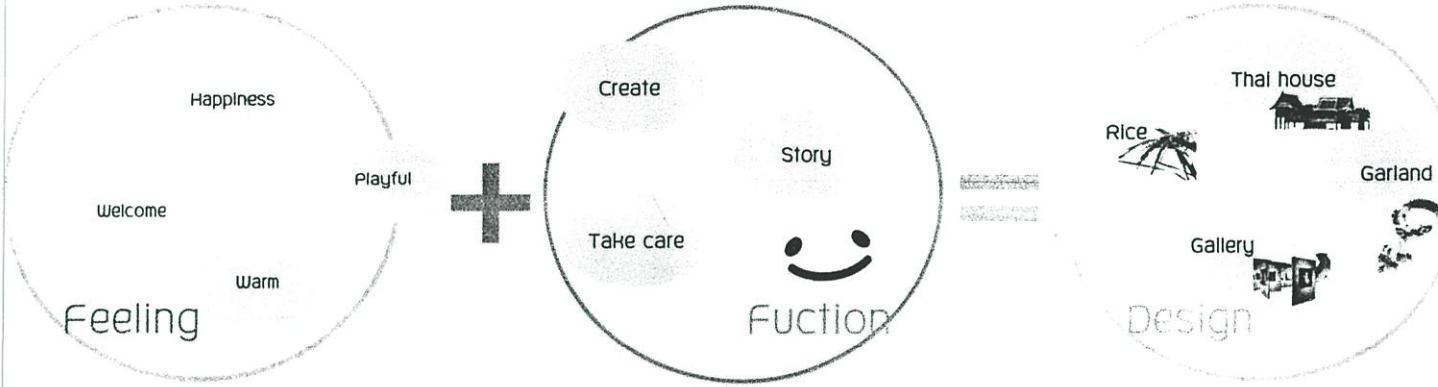 Happiness
Playful
Welcome
Warm
Feeling
+
Create
Story
Take care
Fuction
=
Thai house
Rice
Garland
Gallery
Design